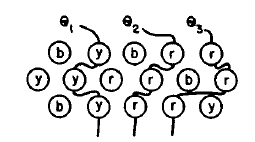 Θ₁ Θ₂ Θ₃
b y b r r
y y r r b r
b y r r y